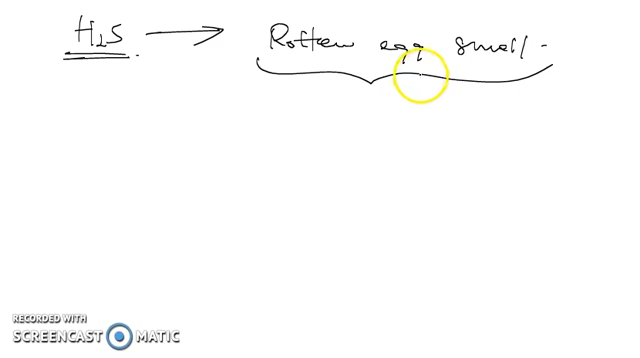 H₂S ⟶ Rotten egg smell.
RECORDED WITH
SCREENCAST MATIC